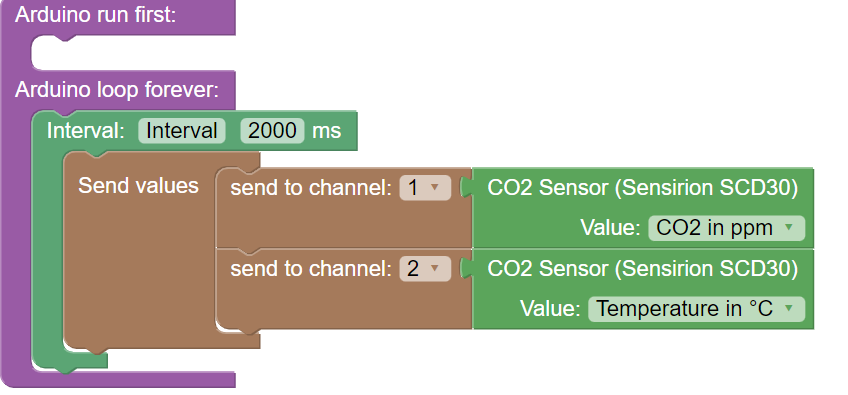 Arduino run first:
Arduino loop forever:
Interval: Interval 2000 ms
Send values send to channel: 1 CO2 Sensor (Sensirion SCD30)
Value: CO2 in ppm
send to channel: 2 CO2 Sensor (Sensirion SCD30)
Value: Temperature in °C